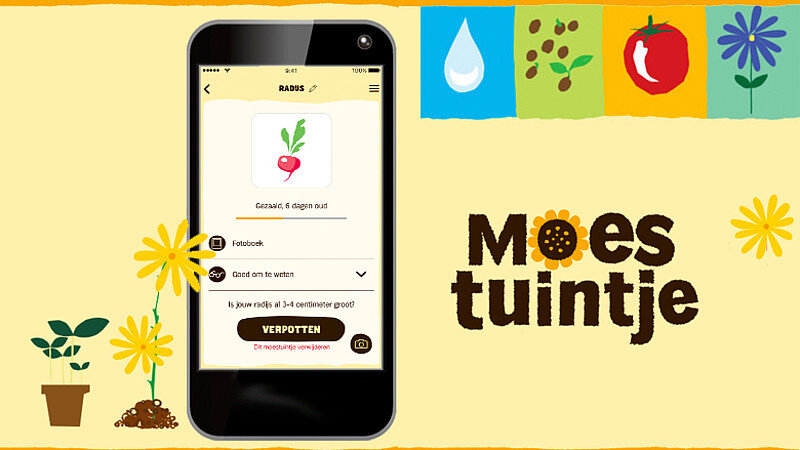 9:41 100%
RADIJS
Gezaaid, 6 dagen oud
Fotoboek
Goed om te weten
Is jouw radijs al 3-4 centimeter groot?
VERPOTTEN
Dit moestuintje verwijderen
Moes
tuintje